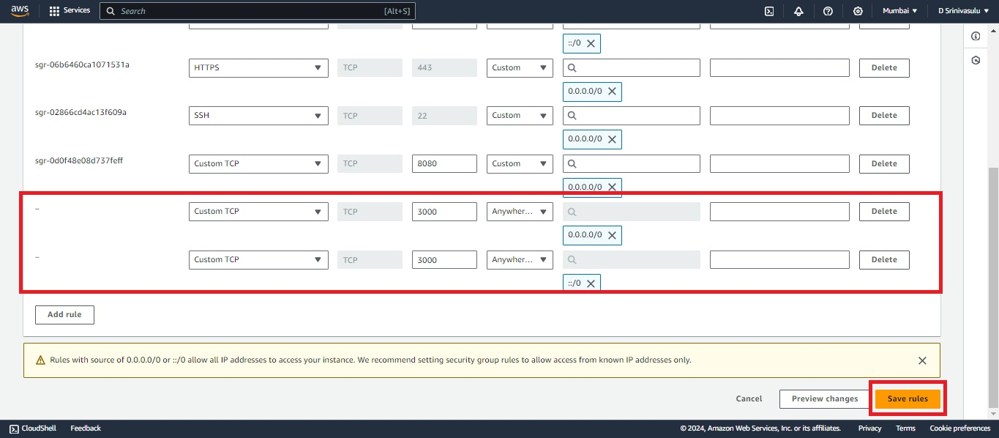 aws Services Search [Alt+S] Mumbai D Srinivasulu
::/0
sgr-06b6460ca1071531a HTTPS TCP 443 Custom Delete
0.0.0.0/0
sgr-02866cd4ac13f609a SSH TCP 22 Custom Delete
0.0.0.0/0
sgr-0d0f48e08d737feff Custom TCP TCP 8080 Custom Delete
0.0.0.0/0
– Custom TCP TCP 3000 Anywher... Delete
0.0.0.0/0
– Custom TCP TCP 3000 Anywher... Delete
::/0
Add rule
Rules with source of 0.0.0.0/0 or ::/0 allow all IP addresses to access your instance. We recommend setting security group rules to allow access from known IP addresses only.
Cancel Preview changes Save rules
CloudShell Feedback © 2024, Amazon Web Services, Inc. or its affiliates. Privacy Terms Cookie preferences